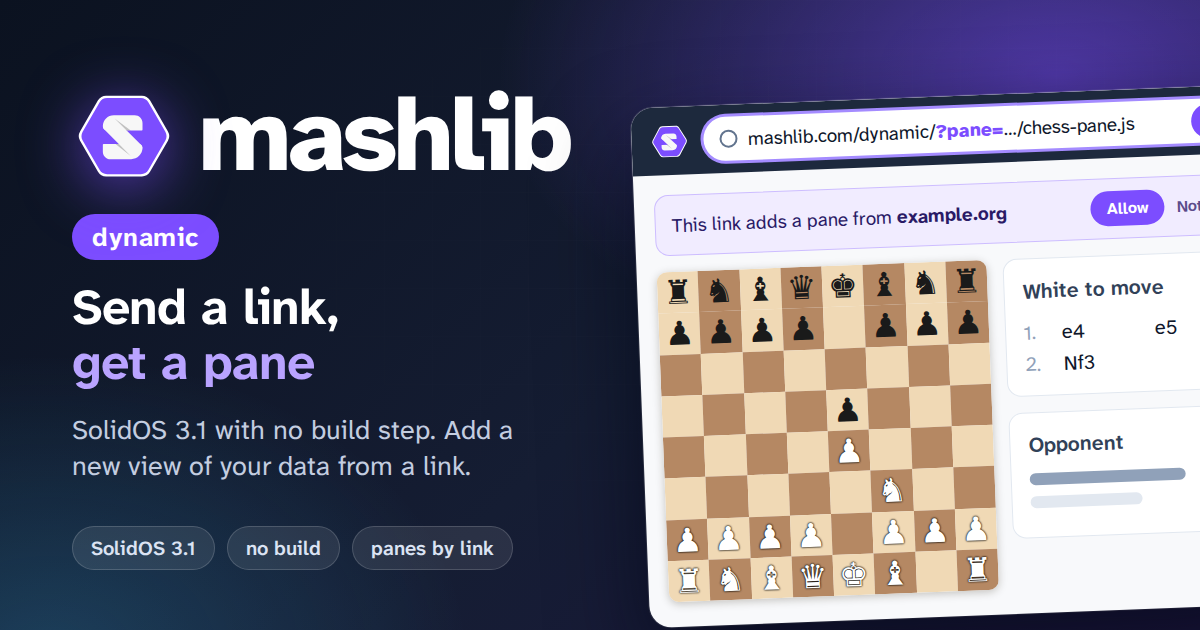 mashlib
dynamic
Send a link,
get a pane
SolidOS 3.1 with no build step. Add a
new view of your data from a link.
SolidOS 3.1
no build
panes by link
mashlib.com/dynamic/?pane=.../chess-pane.js
This link adds a pane from example.org
Allow
Not
White to move
1. e4 e5
2. Nf3
Opponent